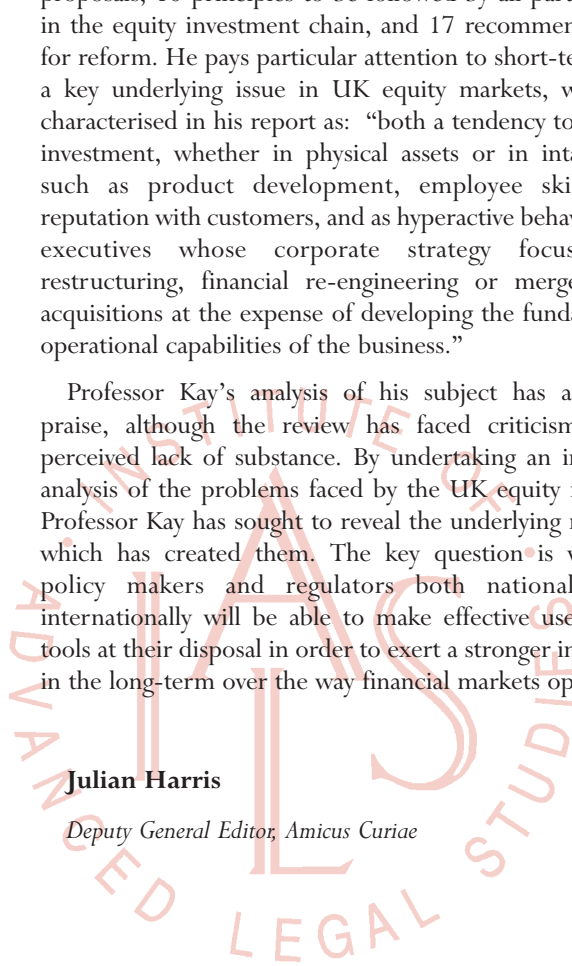 proposals, 10 principles to be followed by all part
in the equity investment chain, and 17 recommen
for reform. He pays particular attention to short-te
a key underlying issue in UK equity markets, w
characterised in his report as: “both a tendency to
investment, whether in physical assets or in inta
such as product development, employee ski
reputation with customers, and as hyperactive behav
executives whose corporate strategy focus
restructuring, financial re-engineering or merge
acquisitions at the expense of developing the funda
operational capabilities of the business.”
Professor Kay’s analysis of his subject has a
praise, although the review has faced criticism
perceived lack of substance. By undertaking an i
analysis of the problems faced by the UK equity
Professor Kay has sought to reveal the underlying
which has created them. The key question is w
policy makers and regulators both national
internationally will be able to make effective use
tools at their disposal in order to exert a stronger in
in the long-term over the way financial markets op
Julian Harris
Deputy General Editor, Amicus Curiae
INSTITUTE OF
ADVANCED LEGAL STUDIES
IALS